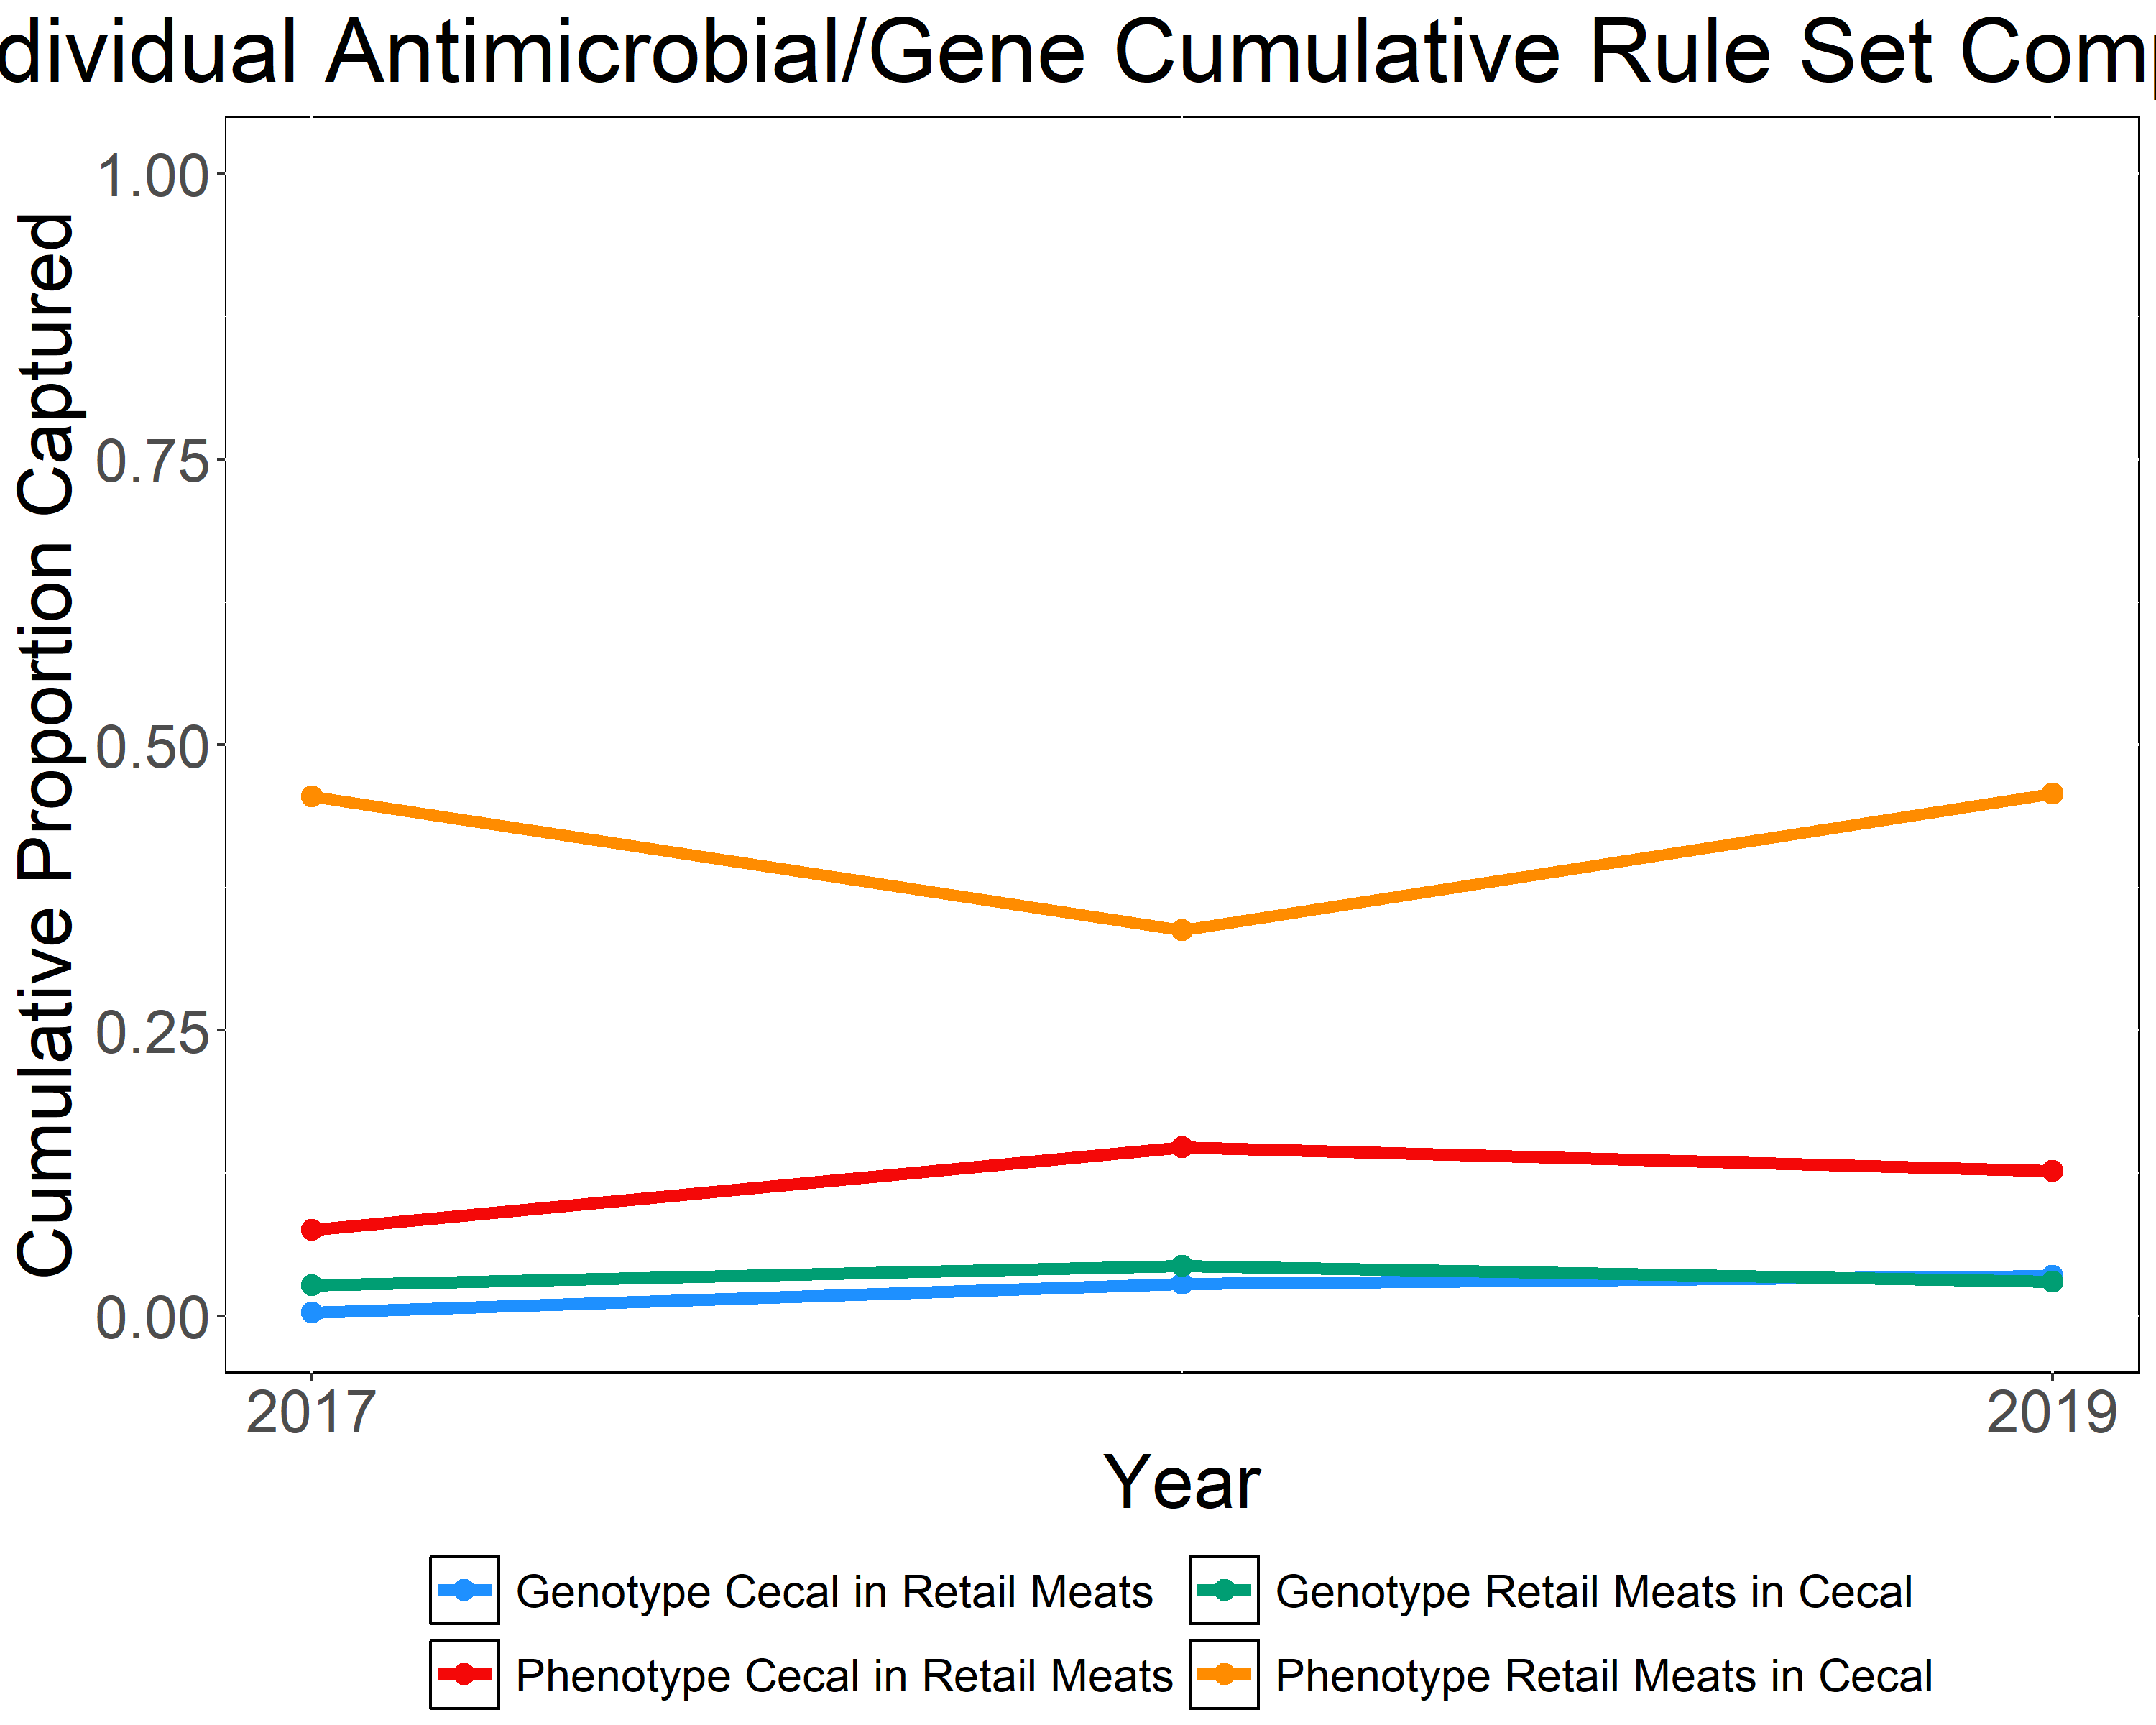 dividual Antimicrobial/Gene Cumulative Rule Set Comp
Cumulative Proportion Captured
1.00
0.75
0.50
0.25
0.00
2017 2019
Year
Genotype Cecal in Retail Meats Genotype Retail Meats in Cecal
Phenotype Cecal in Retail Meats Phenotype Retail Meats in Cecal